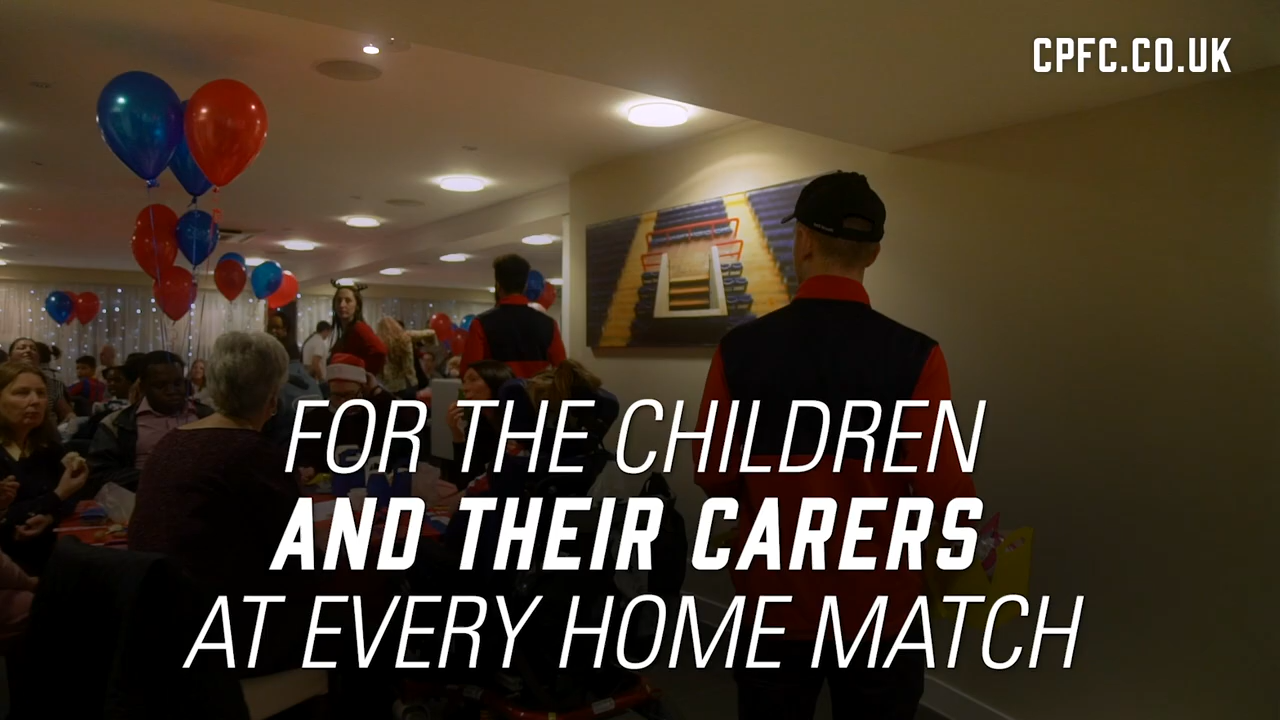 CPFC.CO.UK
FOR THE CHILDREN
AND THEIR CARERS
AT EVERY HOME MATCH